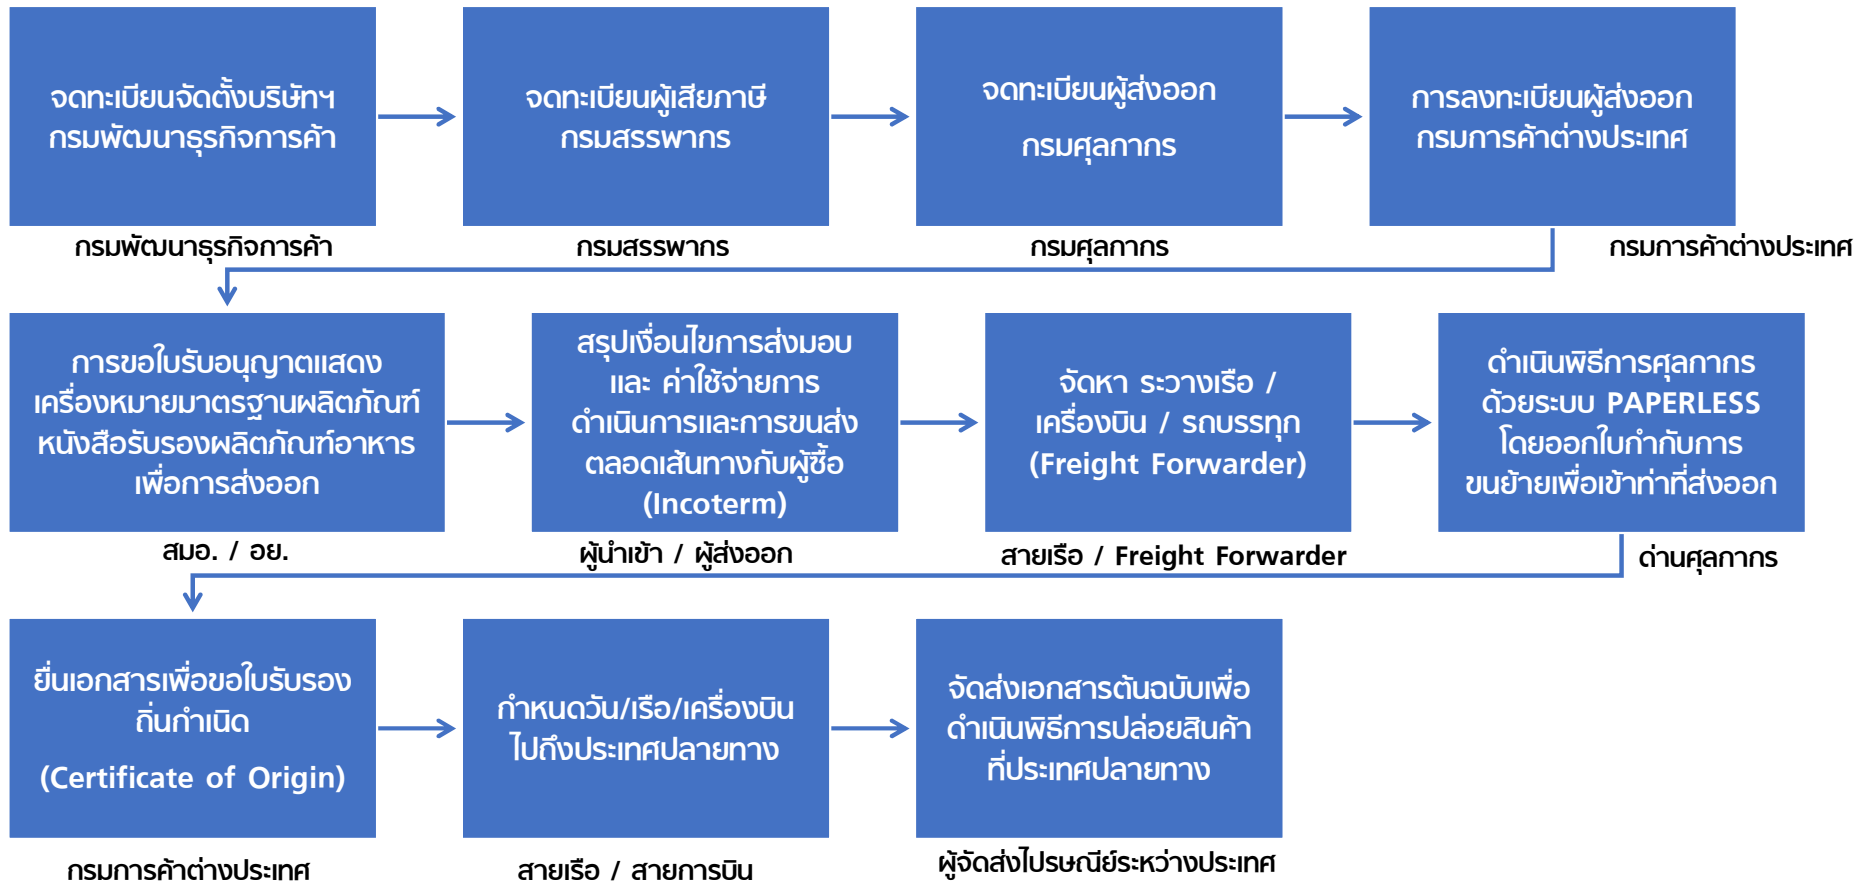 จดทะเบียนจัดตั้งบริษัทฯ
กรมพัฒนาธุรกิจการค้า
กรมพัฒนาธุรกิจการค้า
จดทะเบียนผู้เสียภาษี
กรมสรรพากร
กรมสรรพากร
จดทะเบียนผู้ส่งออก
กรมศุลกากร
กรมศุลกากร
การลงทะเบียนผู้ส่งออก
กรมการค้าต่างประเทศ
กรมการค้าต่างประเทศ
การขอใบรับอนุญาตแสดง
เครื่องหมายมาตรฐานผลิตภัณฑ์
หนังสือรับรองผลิตภัณฑ์อาหาร
เพื่อการส่งออก
สมอ. / อย.
สรุปเงื่อนไขการส่งมอบ
และ ค่าใช้จ่ายการ
ดำเนินการและการขนส่ง
ตลอดเส้นทางกับผู้ซื้อ
(Incoterm)
ผู้นำเข้า / ผู้ส่งออก
จัดหา ระวางเรือ /
เครื่องบิน / รถบรรทุก
(Freight Forwarder)
สายเรือ / Freight Forwarder
ดำเนินพิธีการศุลกากร
ด้วยระบบ PAPERLESS
โดยออกใบกำกับการ
ขนย้ายเพื่อเข้าท่าที่ส่งออก
ด่านศุลกากร
ยื่นเอกสารเพื่อขอใบรับรอง
ถิ่นกำเนิด
(Certificate of Origin)
กรมการค้าต่างประเทศ
กำหนดวัน/เรือ/เครื่องบิน
ไปถึงประเทศปลายทาง
สายเรือ / สายการบิน
จัดส่งเอกสารต้นฉบับเพื่อ
ดำเนินพิธีการปล่อยสินค้า
ที่ประเทศปลายทาง
ผู้จัดส่งไปรษณีย์ระหว่างประเทศ